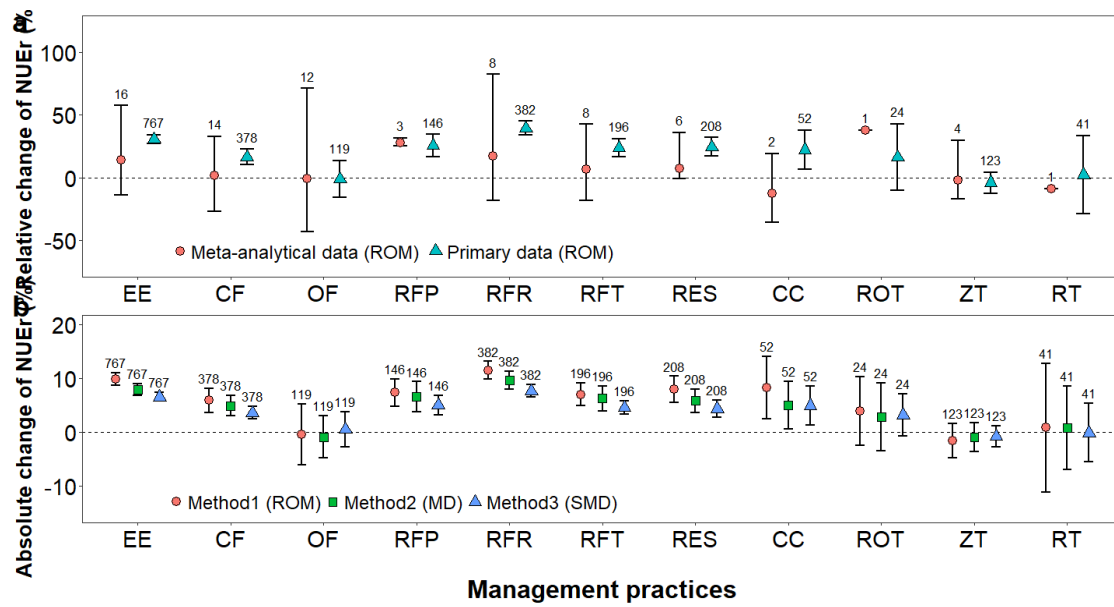 a
Relative change of NUEr (%
100
50
0
-50
16 767 14 378 12 119 3 146 8 382 8 196 6 208 2 52 1 24 4 123 1 41
Meta-analytical data (ROM) Primary data (ROM)
EE CF OF RFP RFR RFT RES CC ROT ZT RT
b
Absolute change of NUEr (%
20
10
0
-10
767 767 767 378 378 378 119 119 119 146 146 146 382 382 382 196 196 196 208 208 208 52 52 52 24 24 24 123 123 123 41 41 41
Method1 (ROM) Method2 (MD) Method3 (SMD)
EE CF OF RFP RFR RFT RES CC ROT ZT RT
Management practices